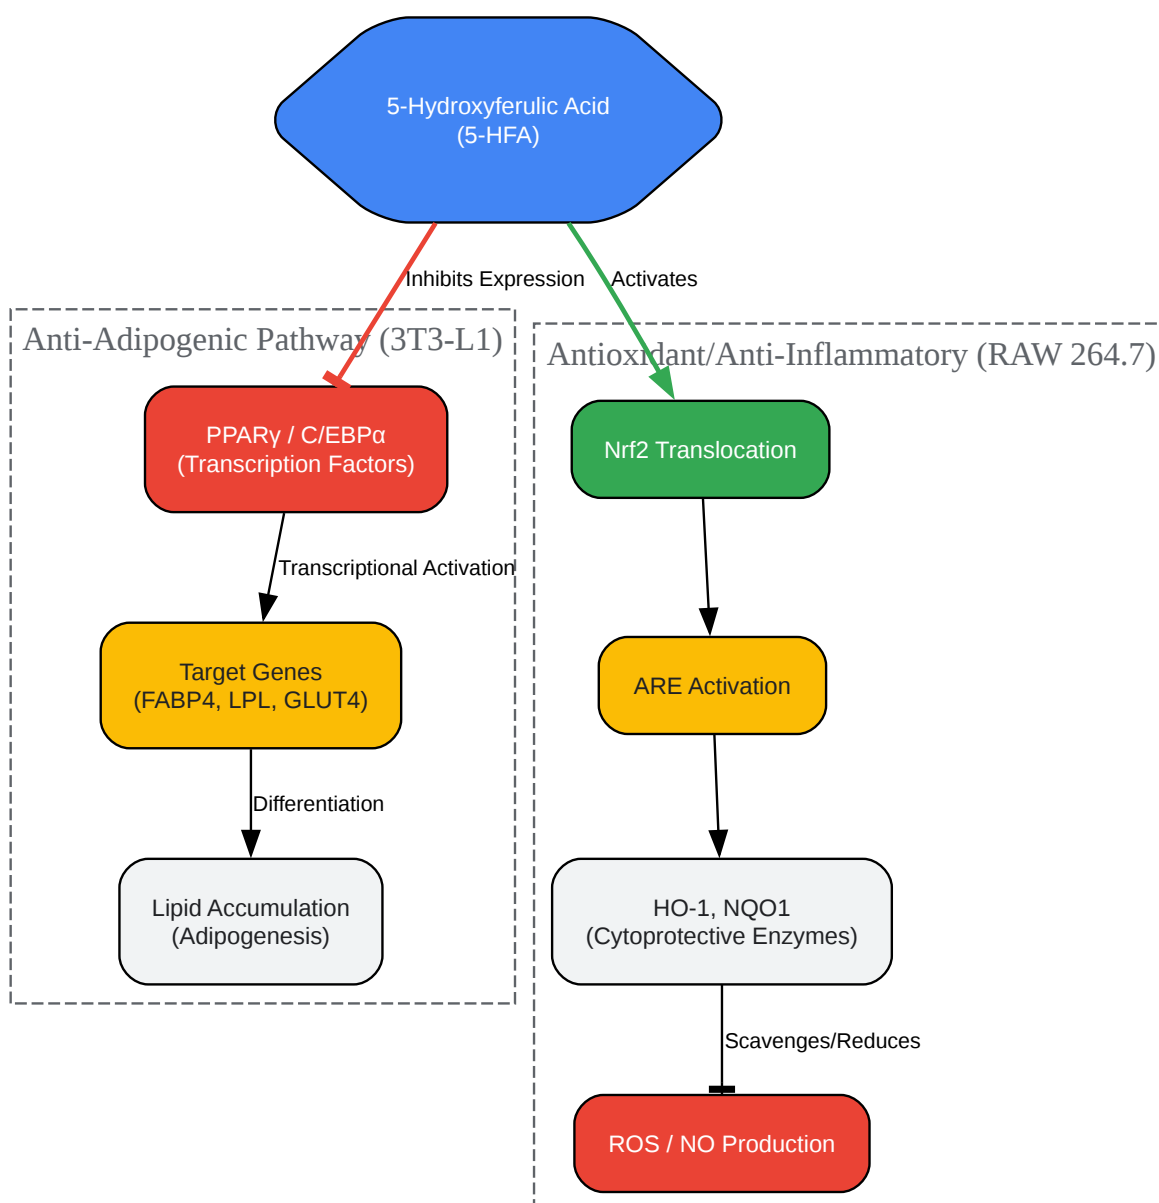 5-Hydroxyferulic Acid
(5-HFA)
Inhibits Expression
Activates
Anti-Adipogenic Pathway (3T3-L1)
PPARγ / C/EBPα
(Transcription Factors)
Transcriptional Activation
Target Genes
(FABP4, LPL, GLUT4)
Differentiation
Lipid Accumulation
(Adipogenesis)
Antioxidant/Anti-Inflammatory (RAW 264.7)
Nrf2 Translocation
ARE Activation
HO-1, NQO1
(Cytoprotective Enzymes)
Scavenges/Reduces
ROS / NO Production